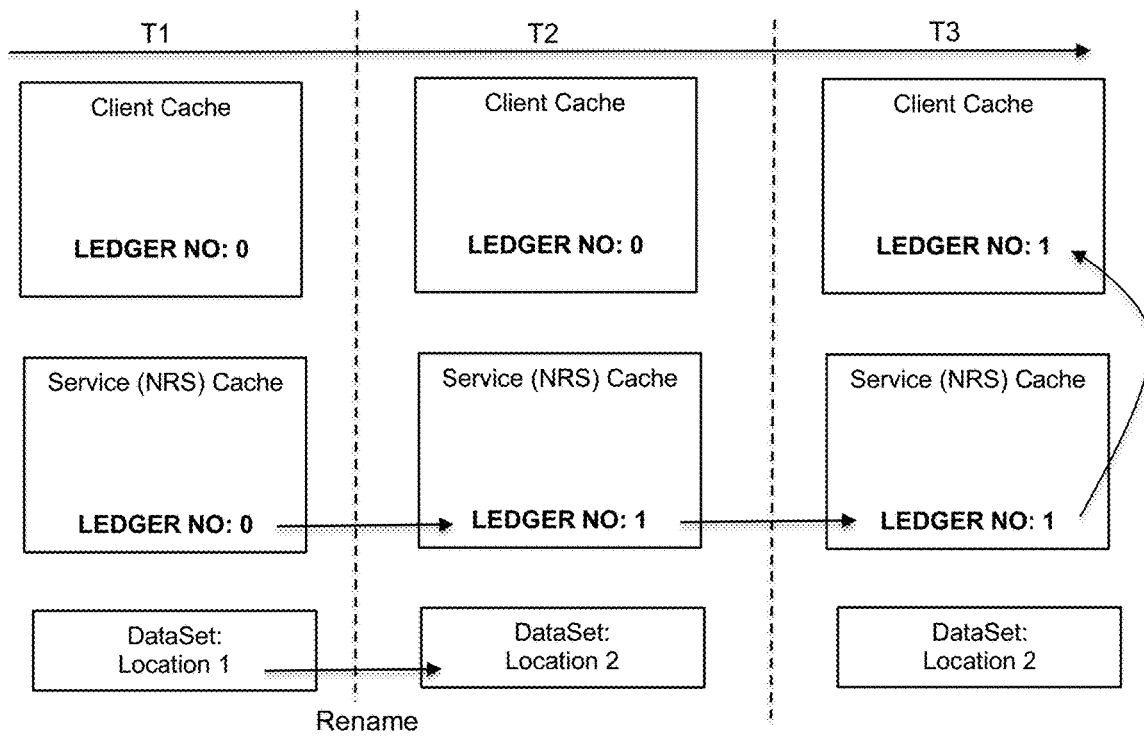 T1
T2
T3
Client Cache
LEDGER NO: 0
Client Cache
LEDGER NO: 0
Client Cache
LEDGER NO: 1
Service (NRS) Cache
LEDGER NO: 0
Service (NRS) Cache
LEDGER NO: 1
Service (NRS) Cache
LEDGER NO: 1
DataSet:
Location 1
DataSet:
Location 2
DataSet:
Location 2
Rename